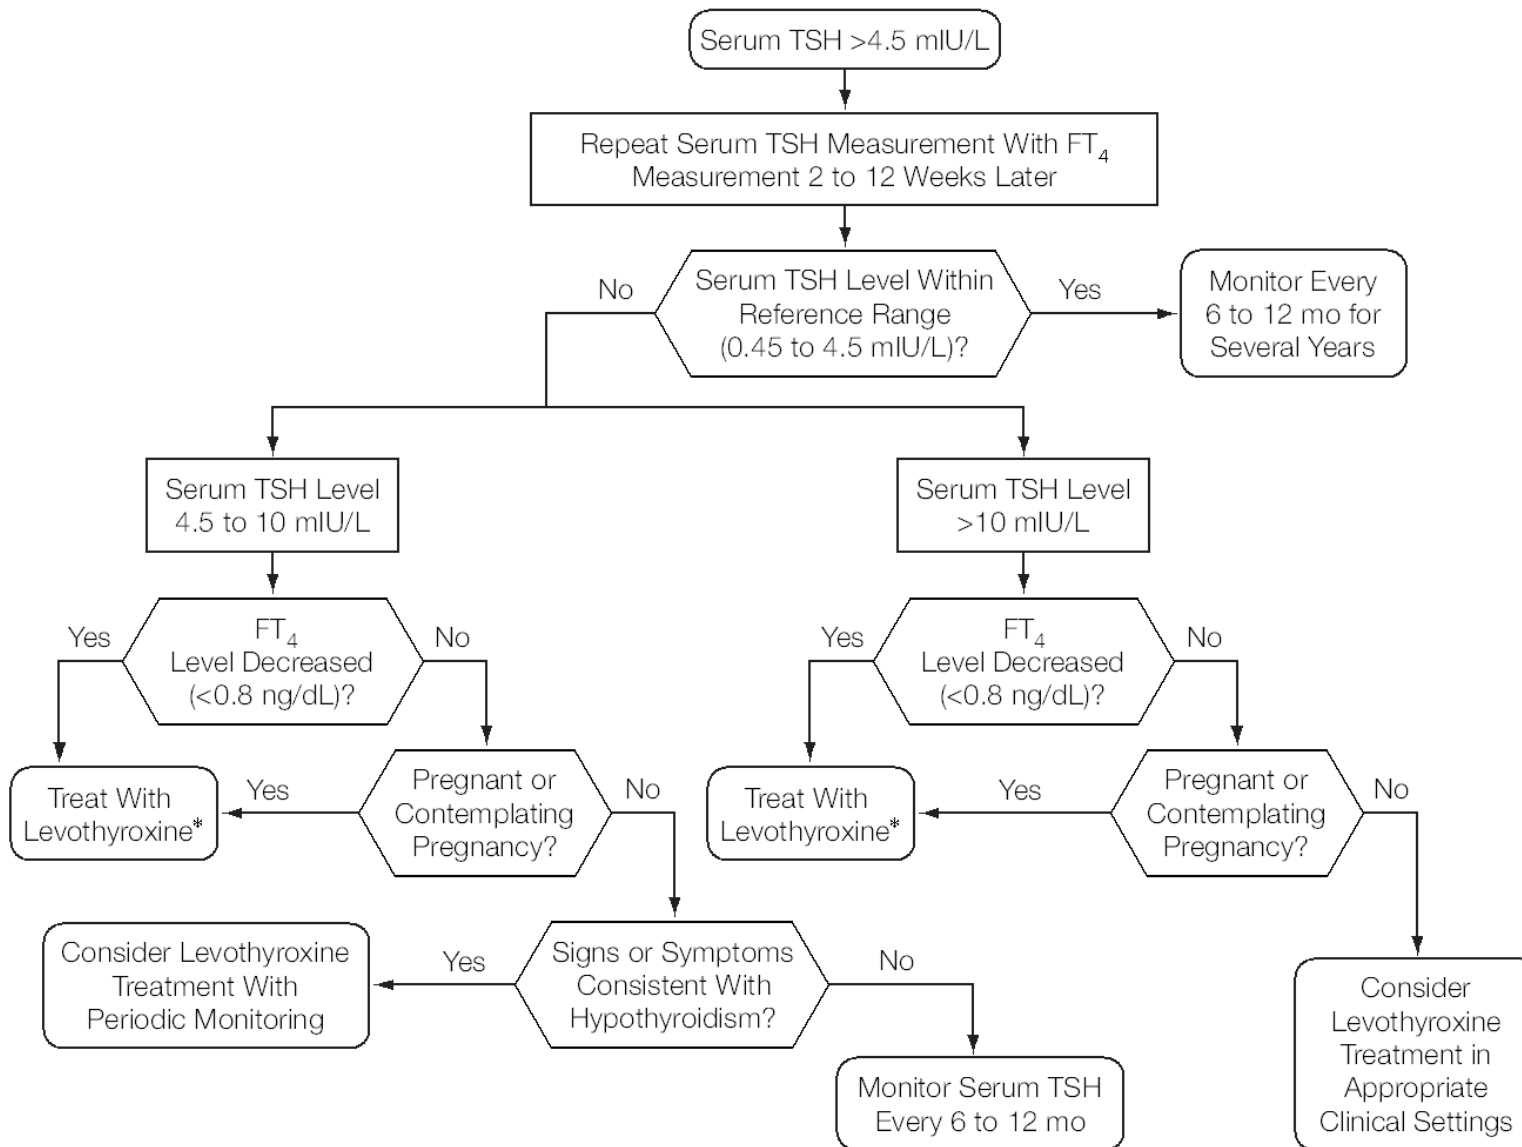 Serum TSH >4.5 mIU/L
Repeat Serum TSH Measurement With FT4
Measurement 2 to 12 Weeks Later
No
Serum TSH Level Within
Reference Range
(0.45 to 4.5 mIU/L)?
Yes
Monitor Every
6 to 12 mo for
Several Years
Serum TSH Level
4.5 to 10 mIU/L
Serum TSH Level
>10 mIU/L
Yes
FT4
Level Decreased
(<0.8 ng/dL)?
No
Yes
FT4
Level Decreased
(<0.8 ng/dL)?
No
Treat With
Levothyroxine*
Yes
Pregnant or
Contemplating
Pregnancy?
No
Treat With
Levothyroxine*
Yes
Pregnant or
Contemplating
Pregnancy?
No
Consider Levothyroxine
Treatment With
Periodic Monitoring
Yes
Signs or Symptoms
Consistent With
Hypothyroidism?
No
Monitor Serum TSH
Every 6 to 12 mo
Consider
Levothyroxine
Treatment in
Appropriate
Clinical Settings